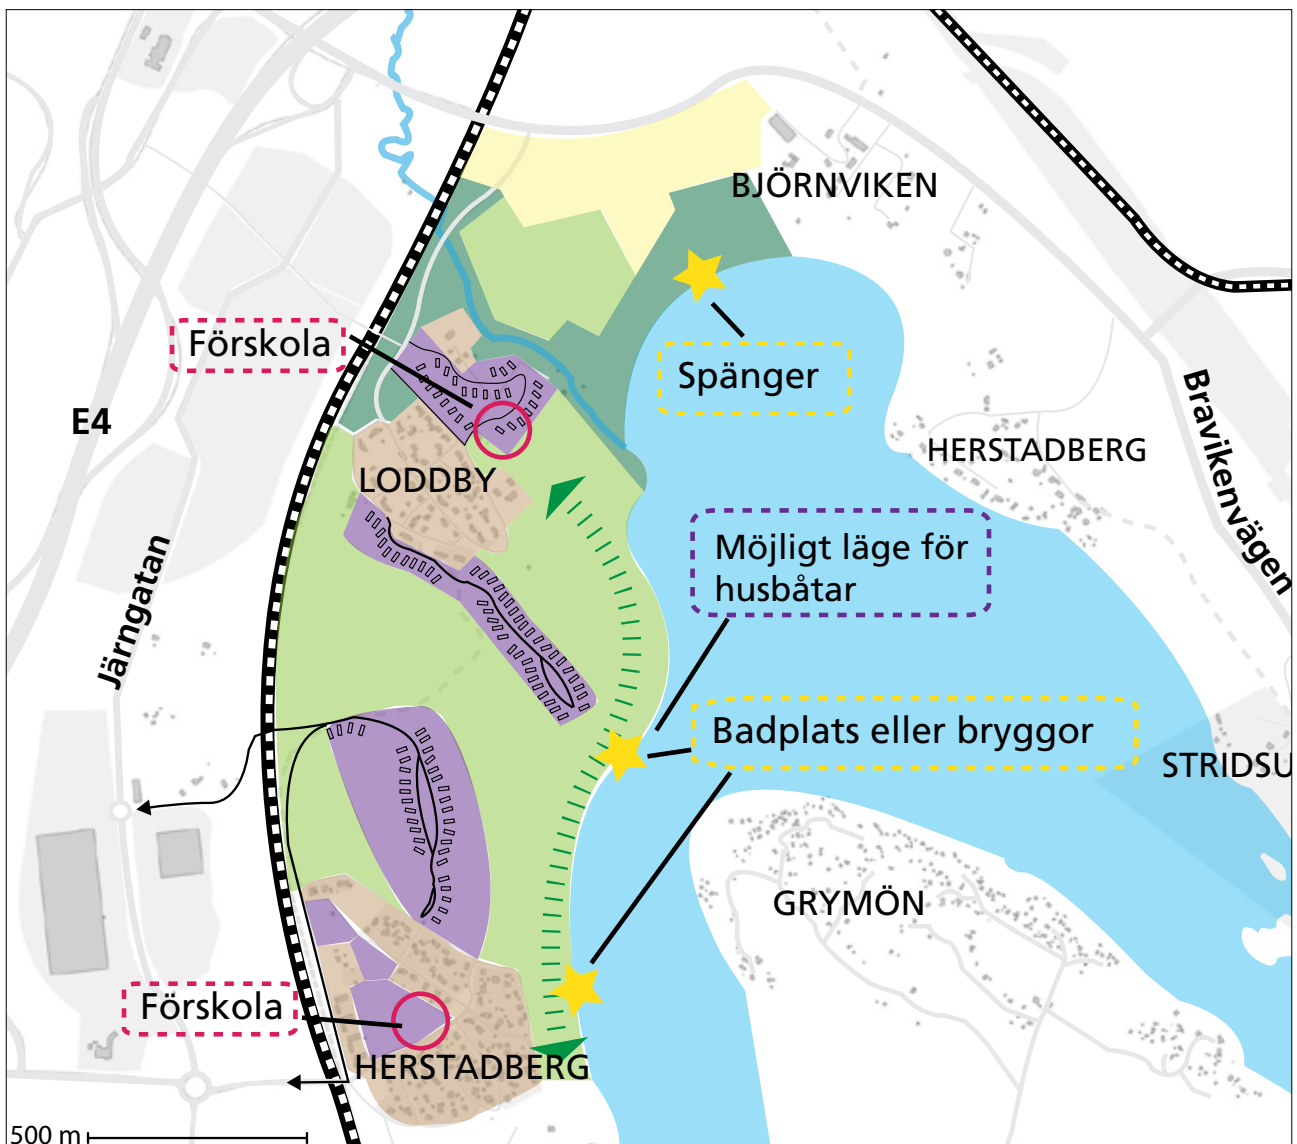 BJÖRNVIKEN
Förskola
Spänger
E4
Bravikenvägen
HERSTADBERG
LODDBY
Möjligt läge för
husbåtar
Järngatan
Badplats eller bryggor
STRIDSU
GRYMÖN
Förskola
HERSTADBERG
500 m